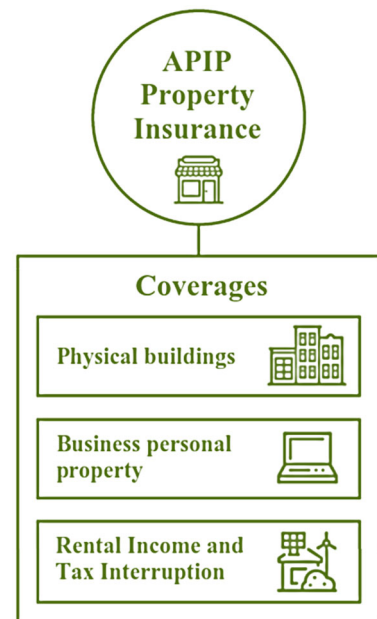 APIP
Property
Insurance
Coverages
Physical buildings
Business personal
property
Rental Income and
Tax Interruption